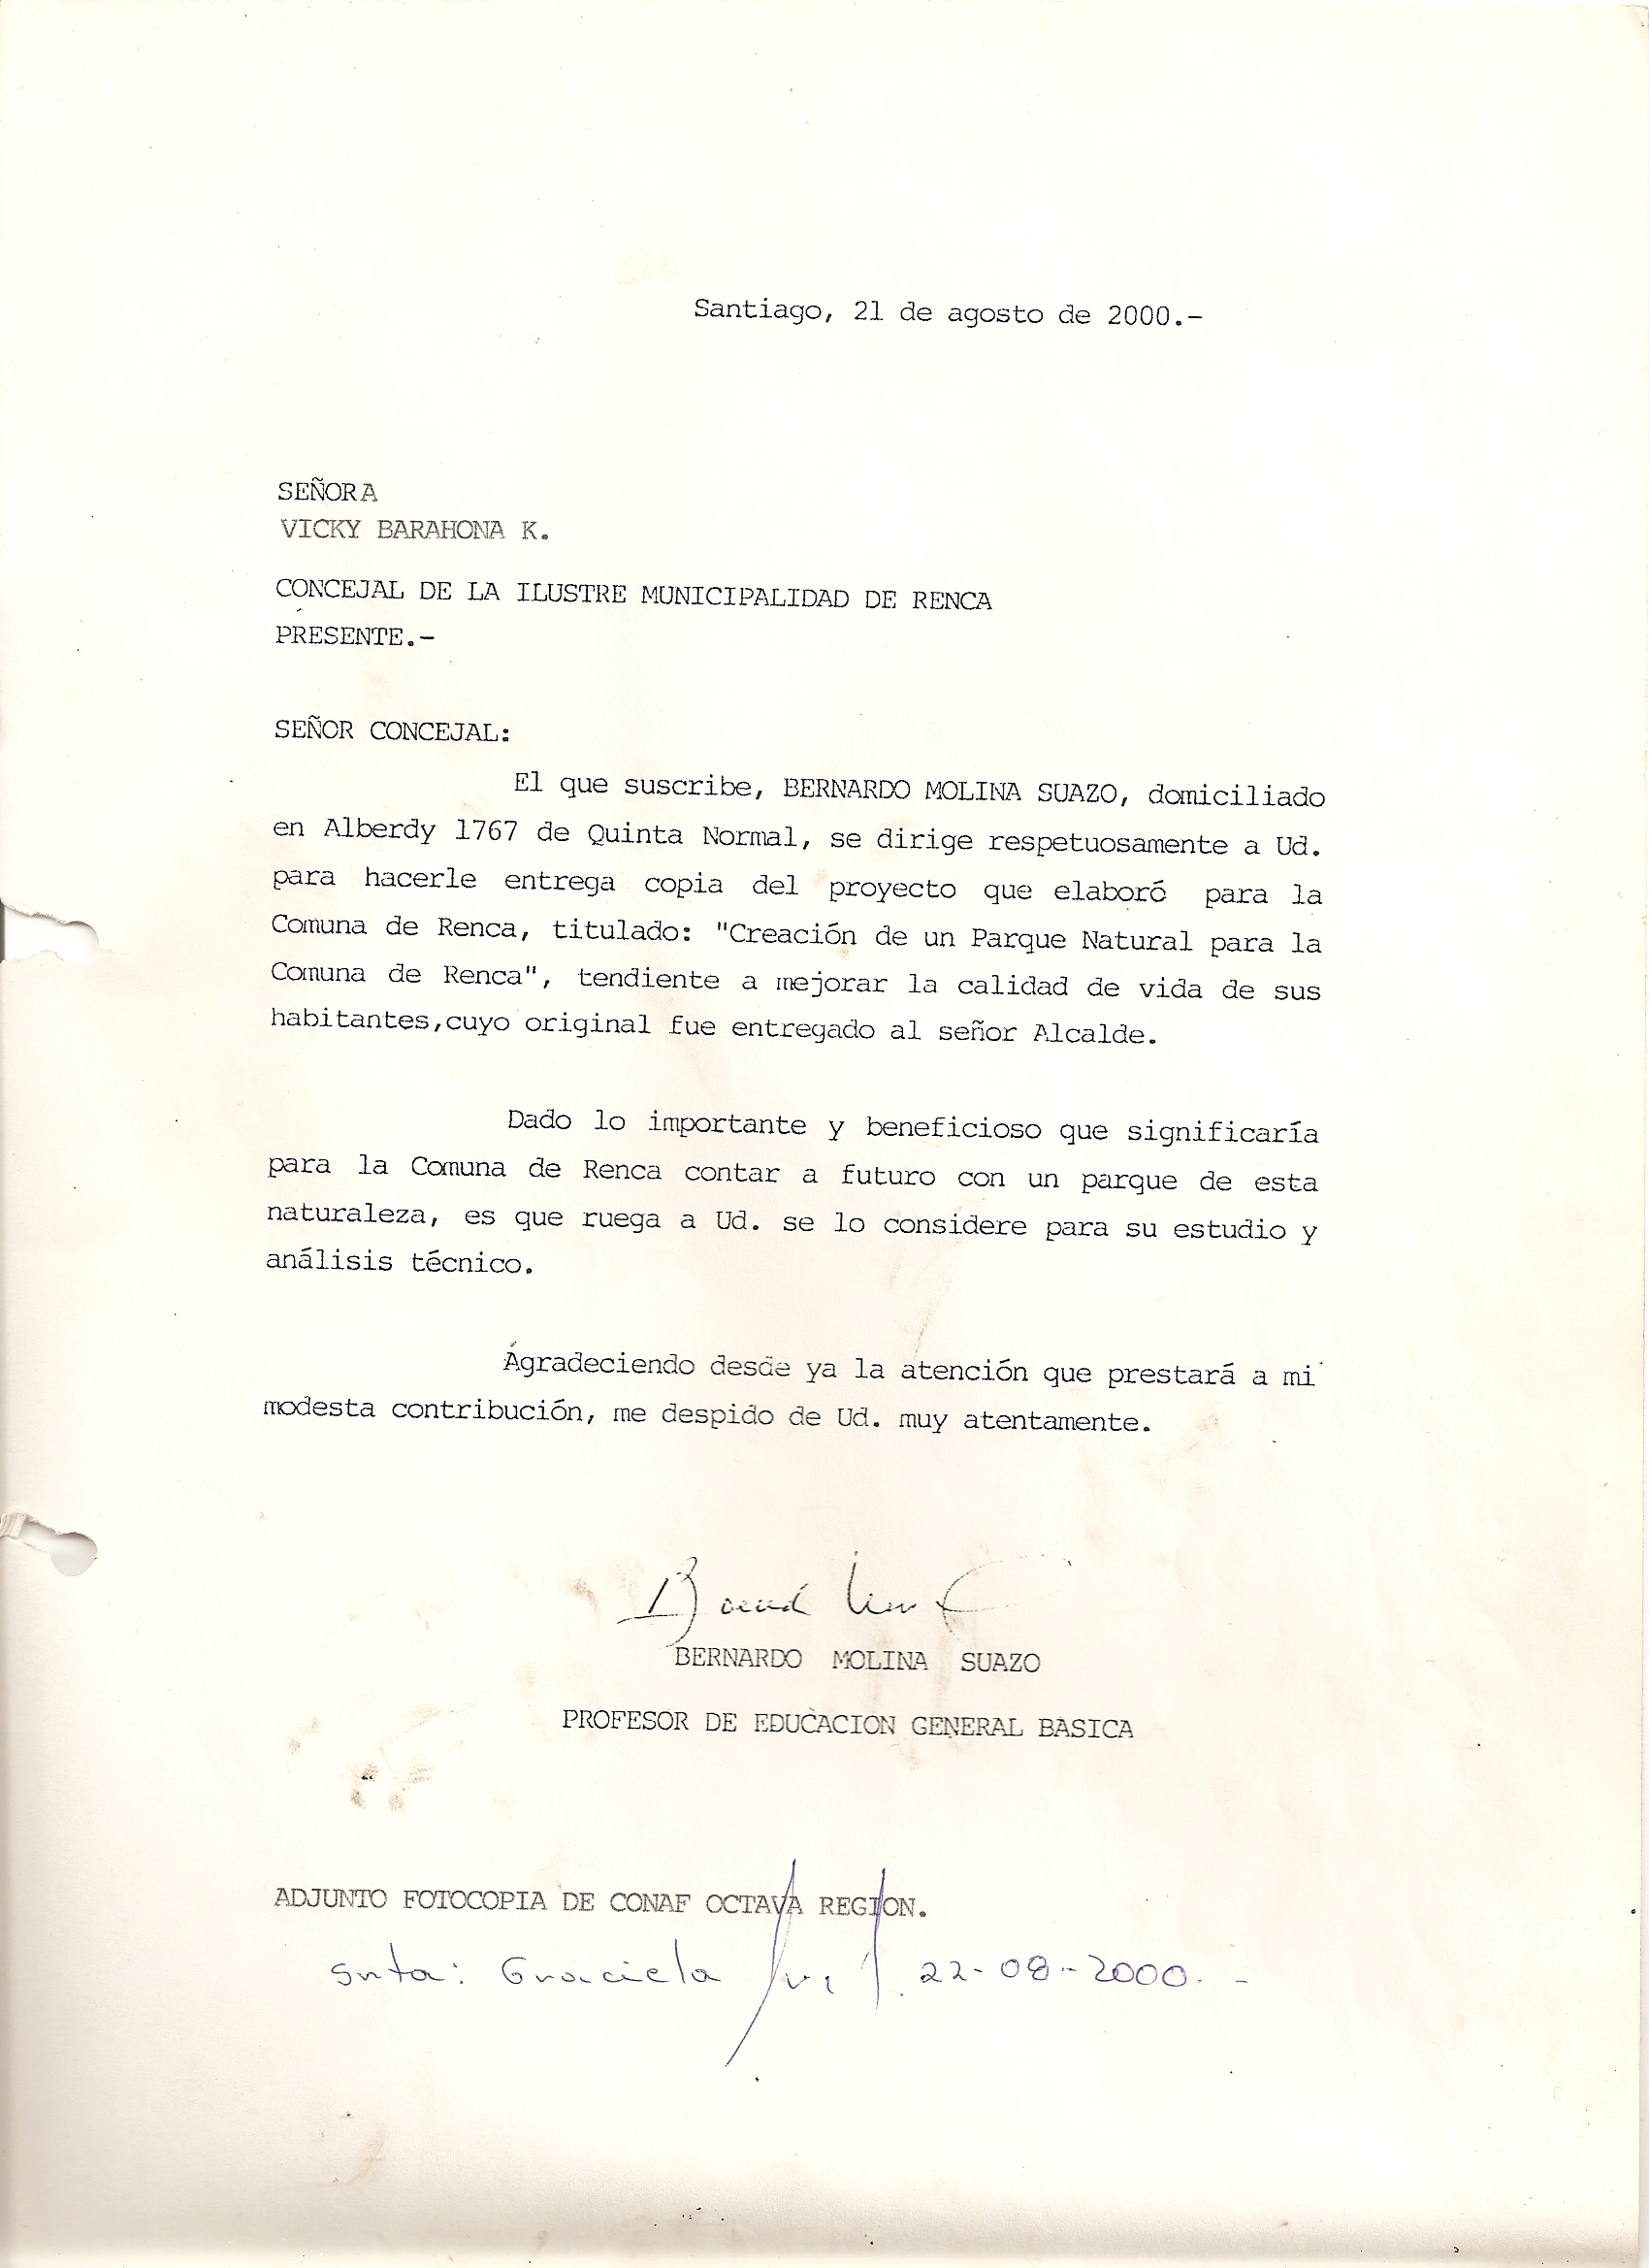 Santiago, 21 de agosto de 2000.-
SEÑORA
VICKY BARAHONA K.
CONCEJAL DE LA ILUSTRE MUNICIPALIDAD DE RENCA
PRESENTE.-
SEÑOR CONCEJAL:
El que suscribe, BERNARDO MOLINA SUAZO, domiciliado
en Alberdy 1767 de Quinta Normal, se dirige respetuosamente a Ud.
para hacerle entrega copia del proyecto que elaboró para la
Comuna de Renca, titulado: "Creación de un Parque Natural para la
Comuna de Renca", tendiente a mejorar la calidad de vida de sus
habitantes,cuyo original fue entregado al señor Alcalde.
Dado lo importante y beneficioso que significaría
para la Comuna de Renca contar a futuro con un parque de esta
naturaleza, es que ruega a Ud. se lo considere para su estudio y
análisis técnico.
Agradeciendo desde ya la atención que prestará a mi
modesta contribución, me despido de Ud. muy atentamente.
BERNARDO MOLINA SUAZO
PROFESOR DE EDUCACION GENERAL BASICA
ADJUNTO FOTOCOPIA DE CONAF OCTAVA REGION.
Snta: Graciela 22-08-2000.-